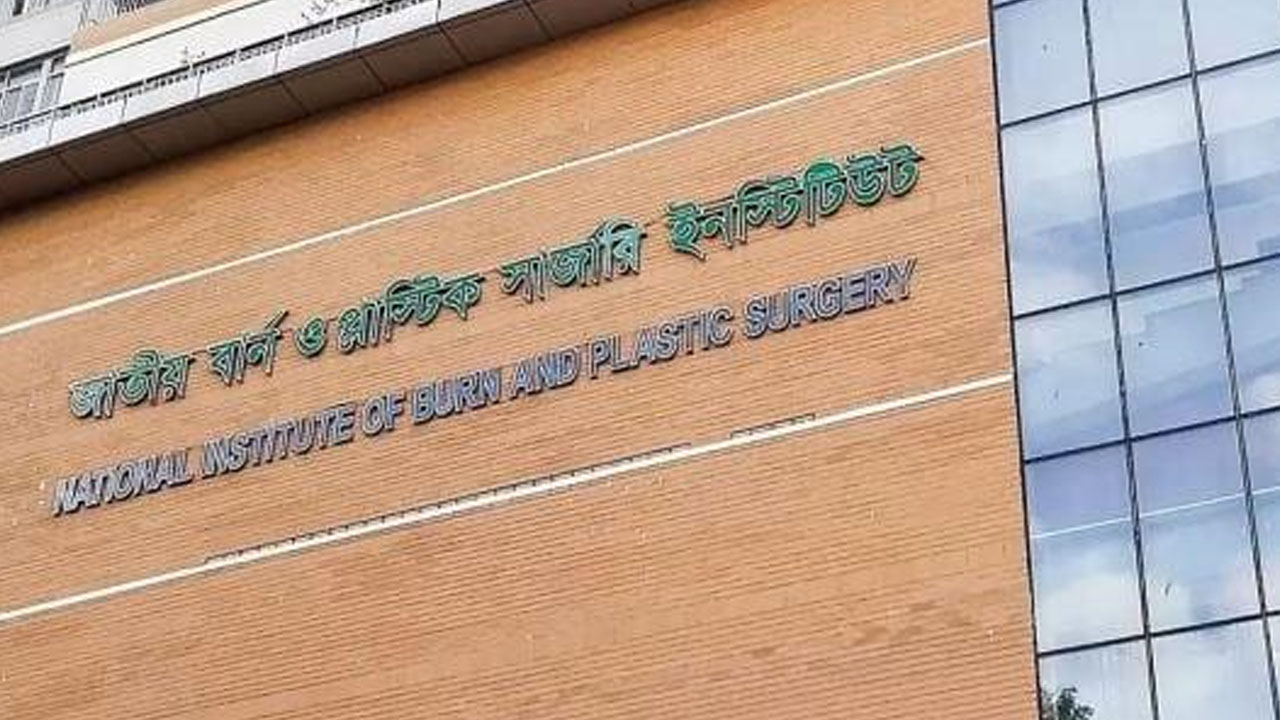 জাতীয় বার্ন ও প্লাস্টিক সার্জারি ইনস্টিটিউট
NATIONAL INSTITUTE OF BURN AND PLASTIC SURGERY